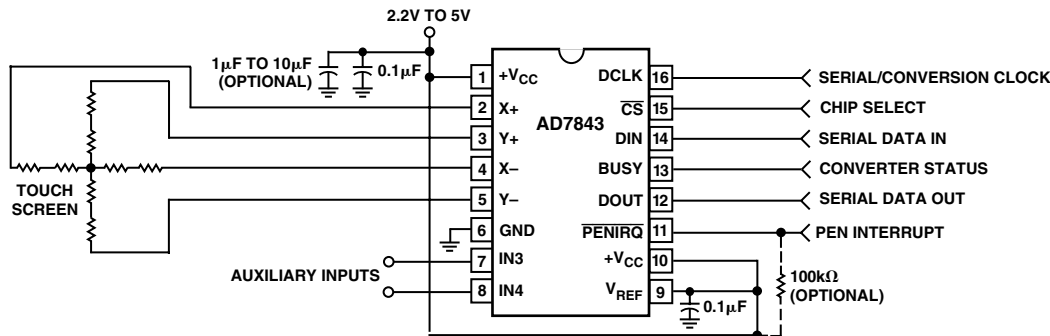 2.2V TO 5V
1μF TO 10μF
(OPTIONAL)
0.1μF
TOUCH
SCREEN
AUXILIARY INPUTS
AD7843
1 +VCC
2 X+
3 Y+
4 X–
5 Y–
6 GND
7 IN3
8 IN4
DCLK 16
CS 15
DIN 14
BUSY 13
DOUT 12
PENIRQ 11
+VCC 10
VREF 9
SERIAL/CONVERSION CLOCK
CHIP SELECT
SERIAL DATA IN
CONVERTER STATUS
SERIAL DATA OUT
PEN INTERRUPT
0.1μF
100kΩ
(OPTIONAL)